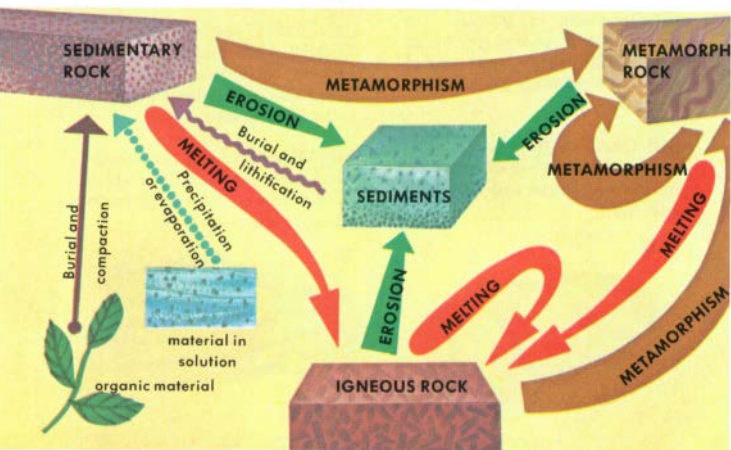 SEDIMENTARY
ROCK
METAMORPH
ROCK
METAMORPHISM
EROSION
EROSION
Burial and
lithification
MELTING
SEDIMENTS
METAMORPHISM
Precipitation
or evaporation
Burial and
compaction
MELTING
EROSION
MELTING
METAMORPHISM
material in
solution
organic material
IGNEOUS ROCK